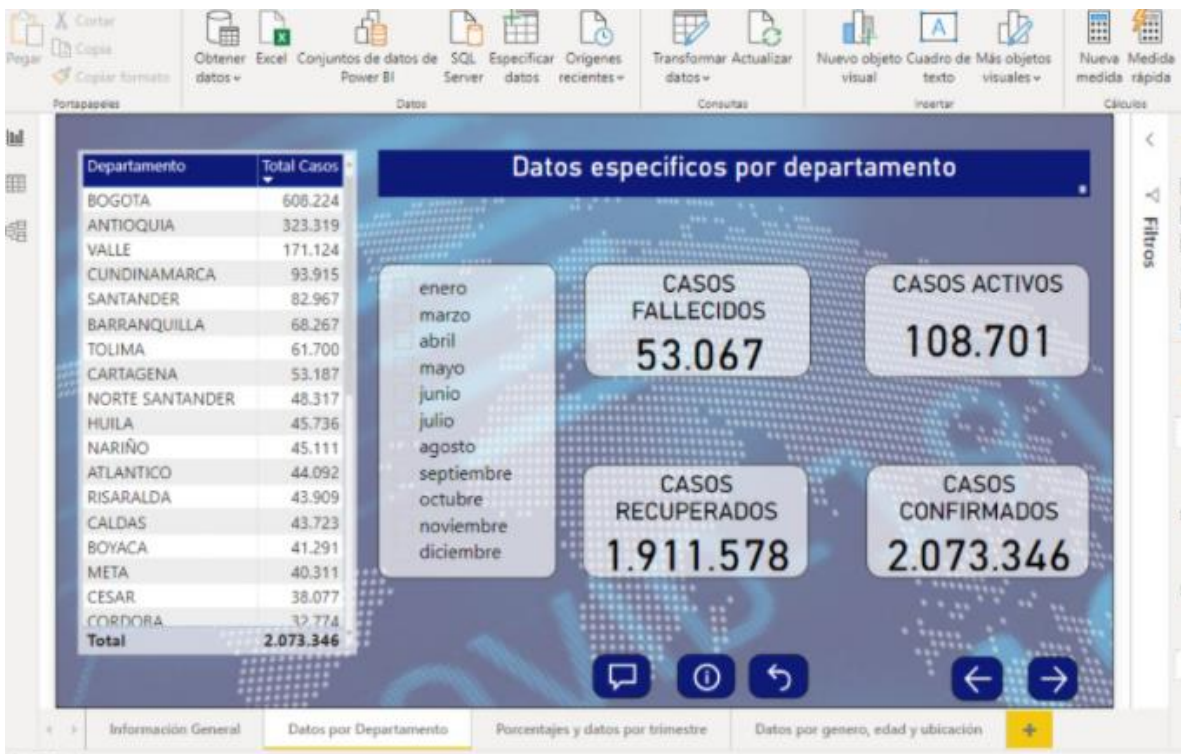 Cortar
Pegar
Copia
Copiar formato
Portapapeles
Obtener datos
Excel
Conjuntos de datos de Power BI
SQL Server
Especificar datos
Orígenes recientes
Datos
Transformar datos
Actualizar
Consultas
Nuevo objeto visual
Cuadro de texto
Más objetos visuales
Insertar
Nueva medida
Medida rápida
Cálculos
Departamento Total Casos
BOGOTA 608.224
ANTIOQUIA 323.319
VALLE 171.124
CUNDINAMARCA 93.915
SANTANDER 82.967
BARRANQUILLA 68.267
TOLIMA 61.700
CARTAGENA 53.187
NORTE SANTANDER 48.317
HUILA 45.736
NARIÑO 45.111
ATLANTICO 44.092
RISARALDA 43.909
CALDAS 43.723
BOYACA 41.291
META 40.311
CESAR 38.077
CORDOBA 32.774
Total 2.073.346
Datos específicos por departamento
enero
marzo
abril
mayo
junio
julio
agosto
septiembre
octubre
noviembre
diciembre
CASOS
FALLECIDOS
53.067
CASOS ACTIVOS
108.701
CASOS
RECUPERADOS
1.911.578
CASOS
CONFIRMADOS
2.073.346
Filtros
Información General
Datos por Departamento
Porcentajes y datos por trimestre
Datos por genero, edad y ubicación